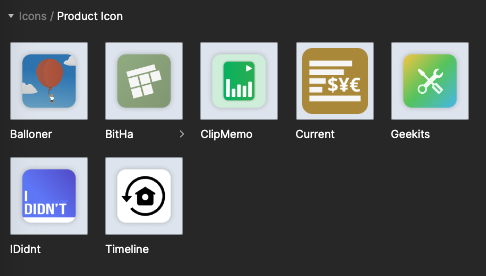 Icons / Product Icon
$¥€
Balloner
BitHa
ClipMemo
Current
Geekits
I
DIDN'T
IDidnt
Timeline